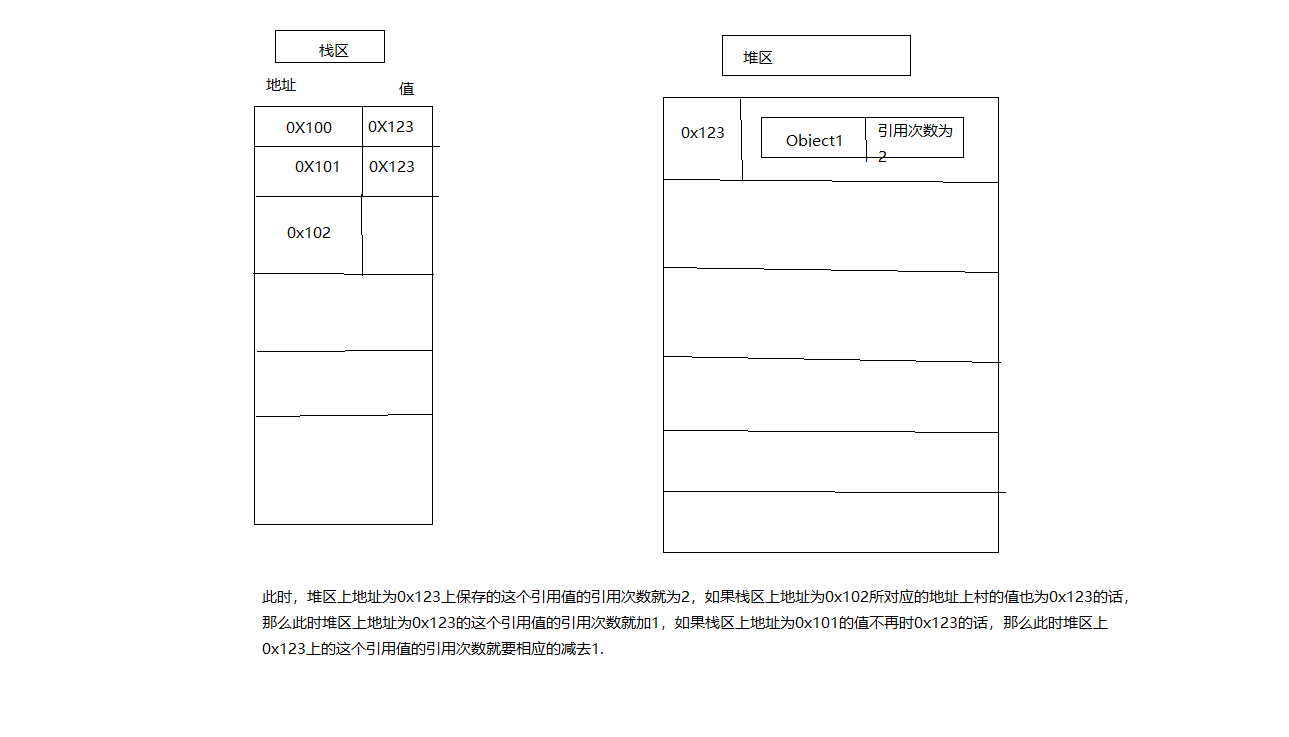 栈区
堆区
地址
值
0X100
0X123
0X101
0X123
0x102
0x123
Object1
引用次数为
2
此时，堆区上地址为0x123上保存的这个引用值的引用次数就为2，如果栈区上地址为0x102所对应的地址上村的值也为0x123的话，
那么此时堆区上地址为0x123的这个引用值的引用次数就加1，如果栈区上地址为0x101的值不再时0x123的话，那么此时堆区上
0x123上的这个引用值的引用次数就要相应的减去1.